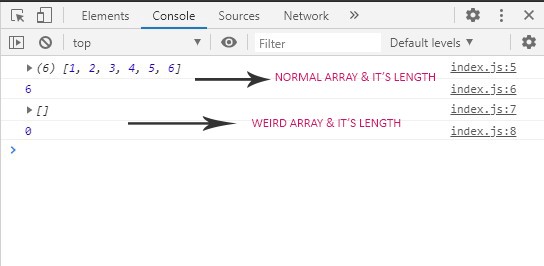 Elements Console Sources Network »
top Filter Default levels
(6) [1, 2, 3, 4, 5, 6] index.js:5
NORMAL ARRAY & IT'S LENGTH
6 index.js:6
[] index.js:7
WEIRD ARRAY & IT'S LENGTH
0 index.js:8